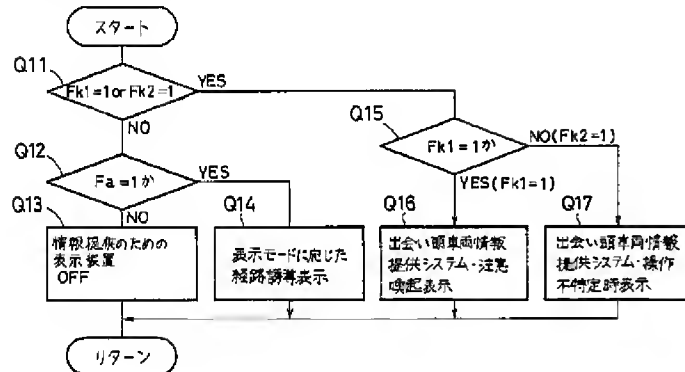 スタート
Q11
Fk1=1 or Fk2=1
YES
NO
Q15
Fk1=1か
NO(Fk2=1)
YES(Fk1=1)
Q12
Fa=1か
YES
NO
Q13
情報提供のための
表示装置
OFF
Q14
表示モードに応じた
経路誘導表示
Q16
出会い頭車両情報
提供システム・注意
喚起表示
Q17
出会い頭車両情報
提供システム・操作
不特定時表示
リターン